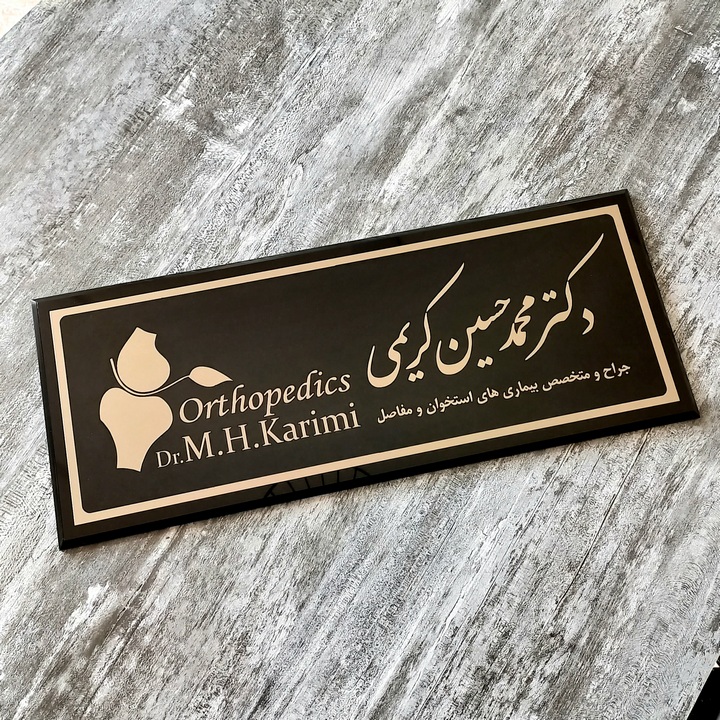 دکتر محمد حسین کریمی
جراح و متخصص بیماری های استخوان و مفاصل
Orthopedics
Dr.M.H.Karimi